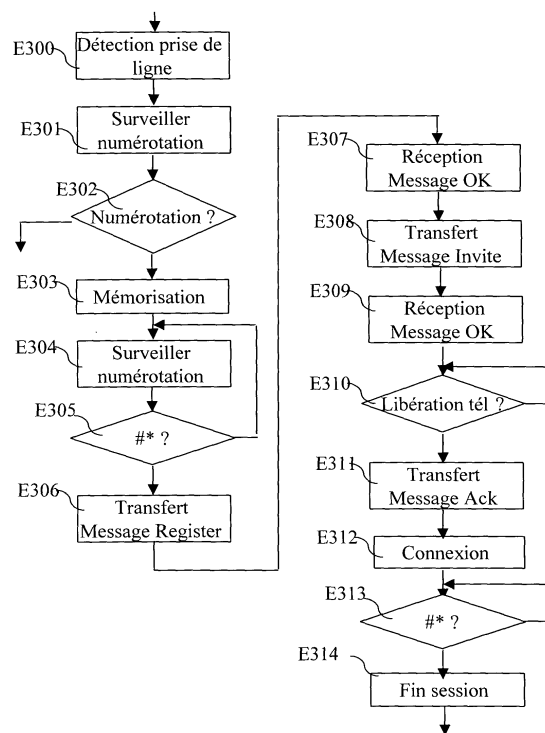 E300
Détection prise de
ligne
E301
Surveiller
numérotation
E302
Numérotation ?
E303
Mémorisation
E304
Surveiller
numérotation
E305
#* ?
E306
Transfert
Message Register
E307
Réception
Message OK
E308
Transfert
Message Invite
E309
Réception
Message OK
E310
Libération tél ?
E311
Transfert
Message Ack
E312
Connexion
E313
#* ?
E314
Fin session